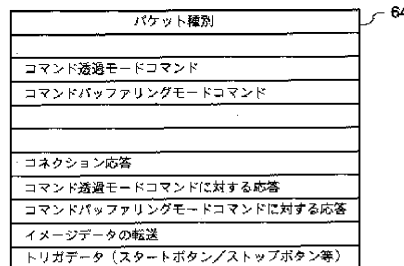 パケット種別
64
コマンド透過モードコマンド
コマンドバッファリングモードコマンド
コネクション応答
コマンド透過モードコマンドに対する応答
コマンドバッファリングモードコマンドに対する応答
イメージデータの転送
トリガデータ（スタートボタン／ストップボタン等）